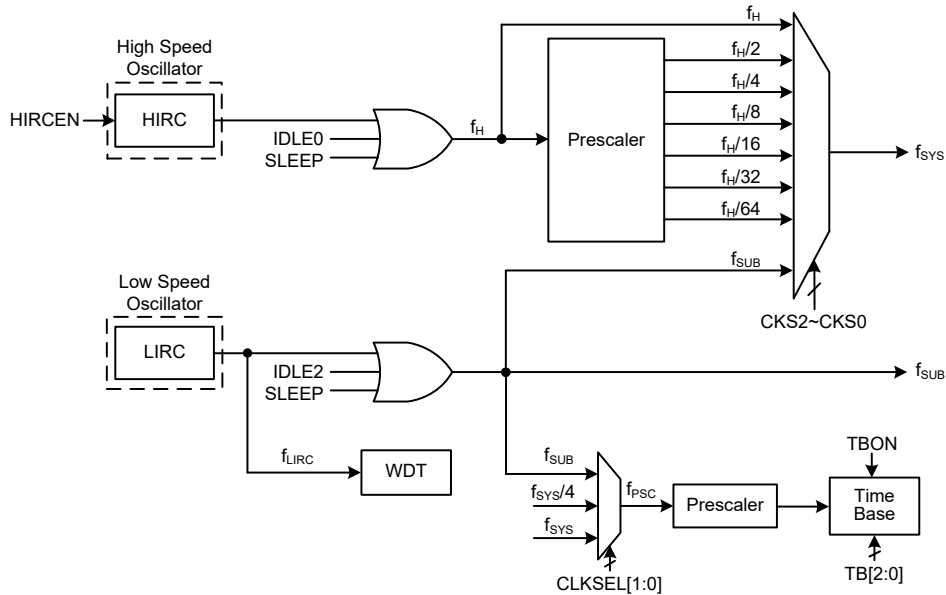 High Speed
Oscillator
HIRCEN
HIRC
IDLE0
SLEEP
fH
Prescaler
fH
fH/2
fH/4
fH/8
fH/16
fH/32
fH/64
fSUB
fSYS
CKS2~CKS0
Low Speed
Oscillator
LIRC
IDLE2
SLEEP
fSUB
fLIRC
WDT
fSUB
fSYS/4
fSYS
CLKSEL[1:0]
fPSC
Prescaler
TBON
Time
Base
TB[2:0]